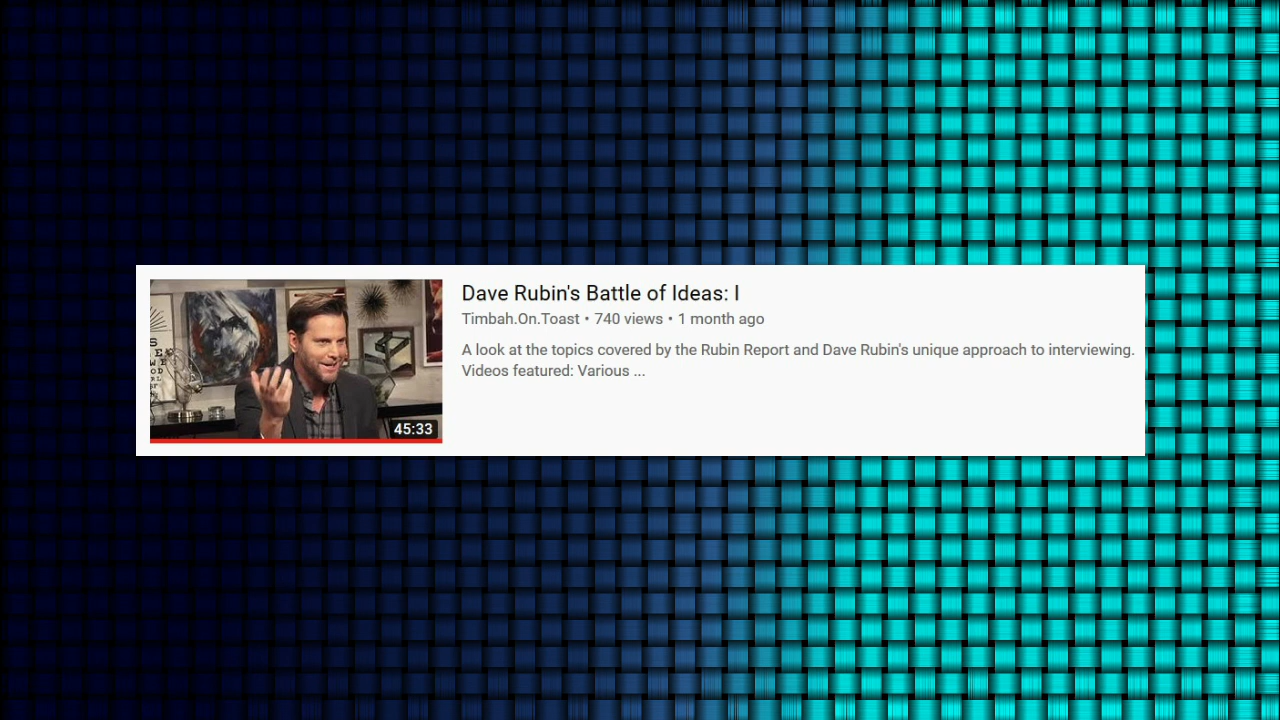 Dave Rubin's Battle of Ideas: I
Timbah.On.Toast • 740 views • 1 month ago
A look at the topics covered by the Rubin Report and Dave Rubin's unique approach to interviewing.
Videos featured: Various ...
45:33